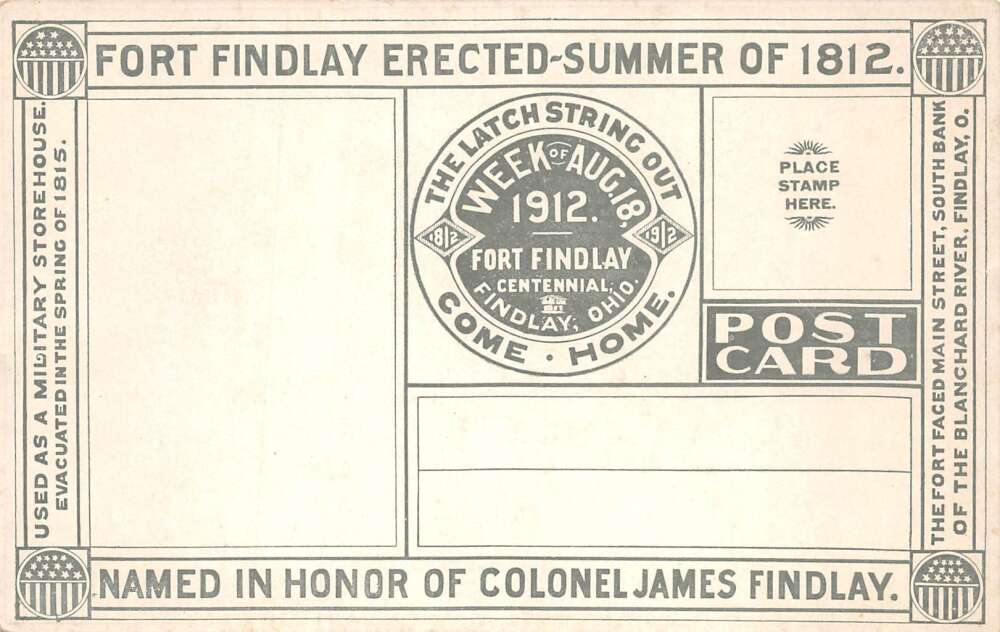 FORT FINDLAY ERECTED-SUMMER OF 1812.
USED AS A MILITARY STOREHOUSE.
EVACUATED IN THE SPRING OF 1815.
THE LATCH STRING OUT
WEEK OF AUG. 18,
1912.
1812
1912
FORT FINDLAY
CENTENNIAL,
FINDLAY, OHIO.
COME · HOME.
PLACE
STAMP
HERE.
POST
CARD
THE FORT FACED MAIN STREET, SOUTH BANK
OF THE BLANCHARD RIVER, FINDLAY, O.
NAMED IN HONOR OF COLONEL JAMES FINDLAY.